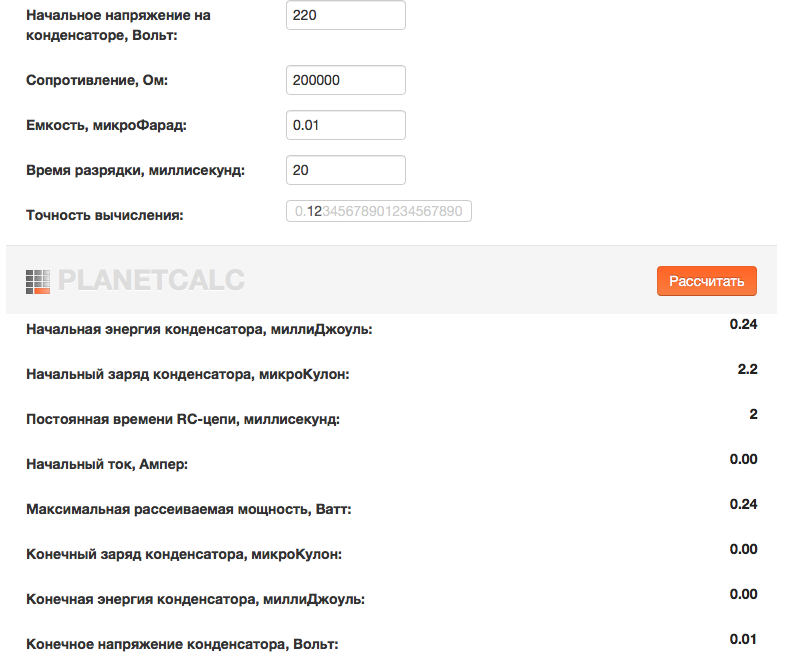 Начальное напряжение на
конденсаторе, Вольт:
220
Сопротивление, Ом:
200000
Емкость, микроФарад:
0.01
Время разрядки, миллисекунд:
20
Точность вычисления:
0.12345678901234567890
PLANETCALC
Рассчитать
Начальная энергия конденсатора, миллиДжоуль:
0.24
Начальный заряд конденсатора, микроКулон:
2.2
Постоянная времени RC-цепи, миллисекунд:
2
Начальный ток, Ампер:
0.00
Максимальная рассеиваемая мощность, Ватт:
0.24
Конечный заряд конденсатора, микроКулон:
0.00
Конечная энергия конденсатора, миллиДжоуль:
0.00
Конечное напряжение конденсатора, Вольт:
0.01